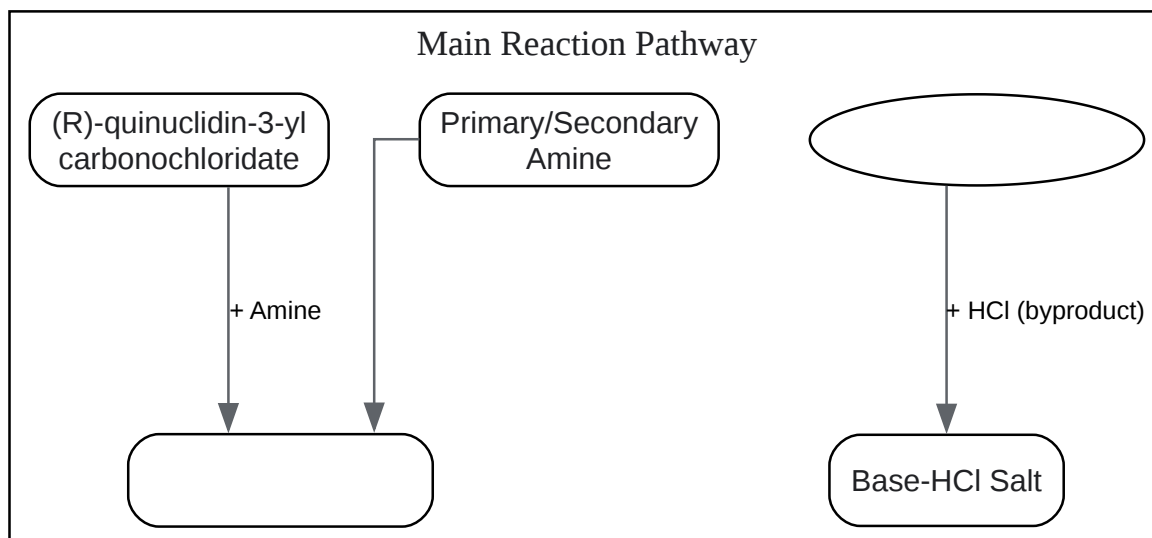 Main Reaction Pathway
(R)-quinuclidin-3-yl
carbonochloridate
Primary/Secondary
Amine
+ Amine
+ HCl (byproduct)
Base-HCl Salt